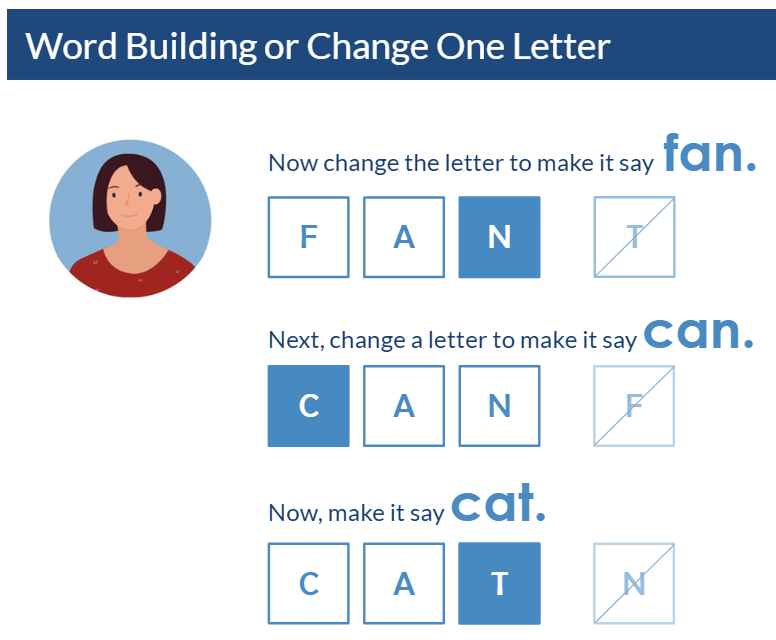 Word Building or Change One Letter
Now change the letter to make it say fan.
F A N T
Next, change a letter to make it say can.
C A N F
Now, make it say cat.
C A T N